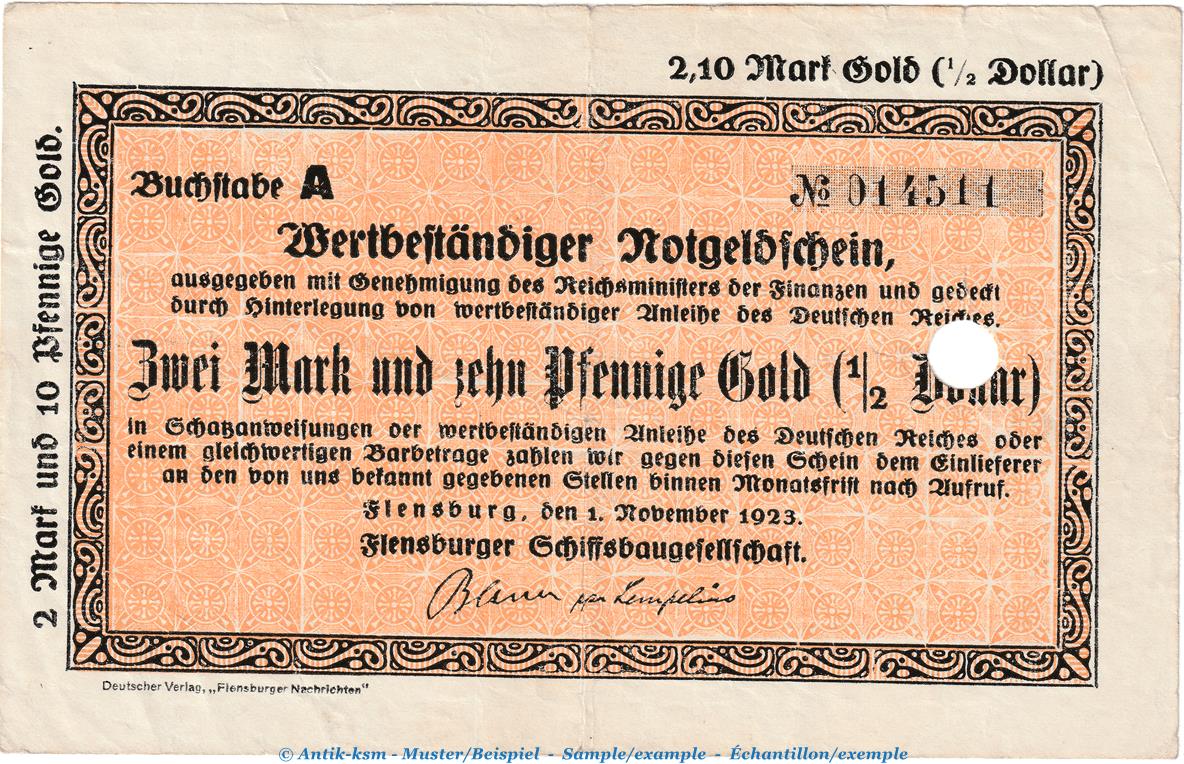 2,10 Mark Gold (1/2 Dollar)
2 Mark und 10 Pfennige Gold.
Buchstabe A
№ 014511
Wertbeständiger Notgeldschein,
ausgegeben mit Genehmigung des Reichsministers der Finanzen und gedeckt
durch Hinterlegung von wertbeständiger Anleihe des Deutschen Reiches.
Zwei Mark und zehn Pfennige Gold (1/2 Dollar)
in Schatzanweisungen der wertbeständigen Anleihe des Deutschen Reiches oder
einem gleichwertigen Barbetrage zahlen wir gegen diesen Schein dem Einlieferer
an den von uns bekannt gegebenen Stellen binnen Monatsfrist nach Aufruf.
Flensburg, den 1. November 1923.
Flensburger Schiffsbaugesellschaft.
Deutscher Verlag, „Flensburger Nachrichten"
© Antik-ksm - Muster/Beispiel - Sample/example - Échantillon/exemple